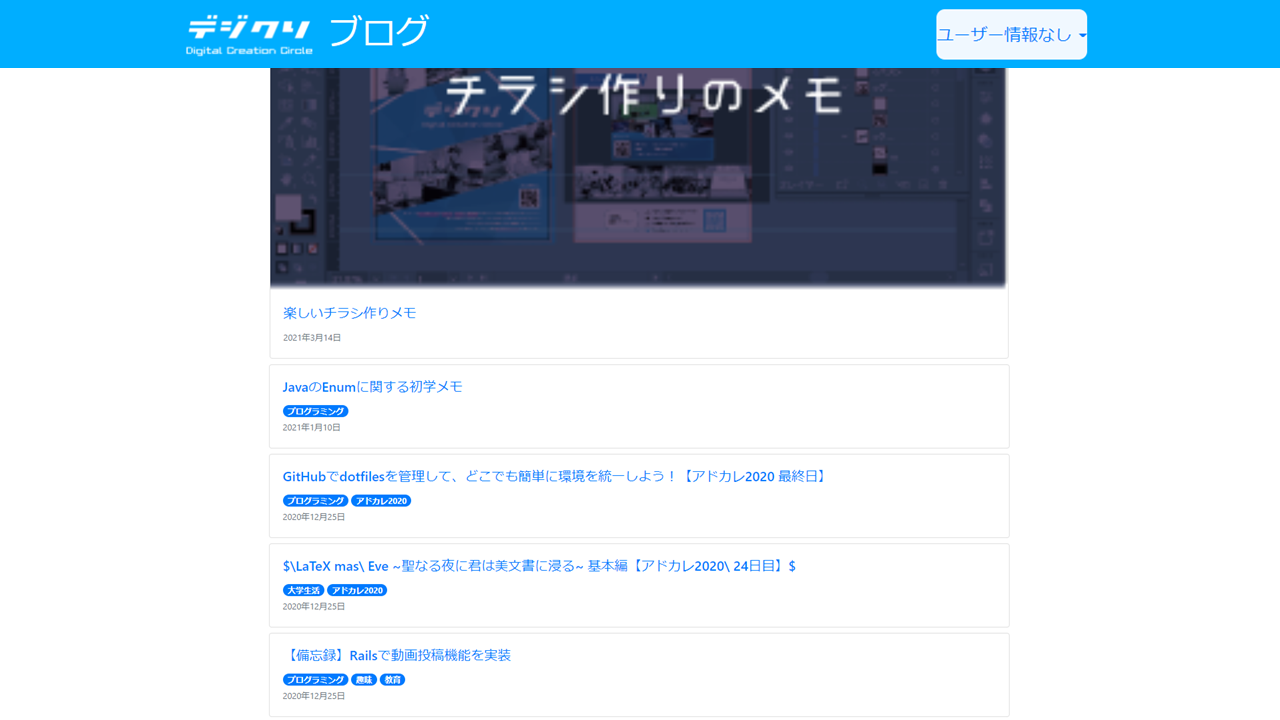 デジクリ ブログ
Digital Creation Circle
ユーザー情報なし
チラシ作りのメモ
楽しいチラシ作りメモ
2021年3月14日
JavaのEnumに関する初学メモ
プログラミング
2021年1月10日
GitHubでdotfilesを管理して、どこでも簡単に環境を統一しよう！【アドカレ2020 最終日】
プログラミング アドカレ2020
2020年12月25日
$\LaTeX mas\ Eve ~聖なる夜に君は美文書に浸る~ 基本編【アドカレ2020\ 24日目】$
大学生活 アドカレ2020
2020年12月25日
【備忘録】Railsで動画投稿機能を実装
プログラミング 趣味 教育
2020年12月25日